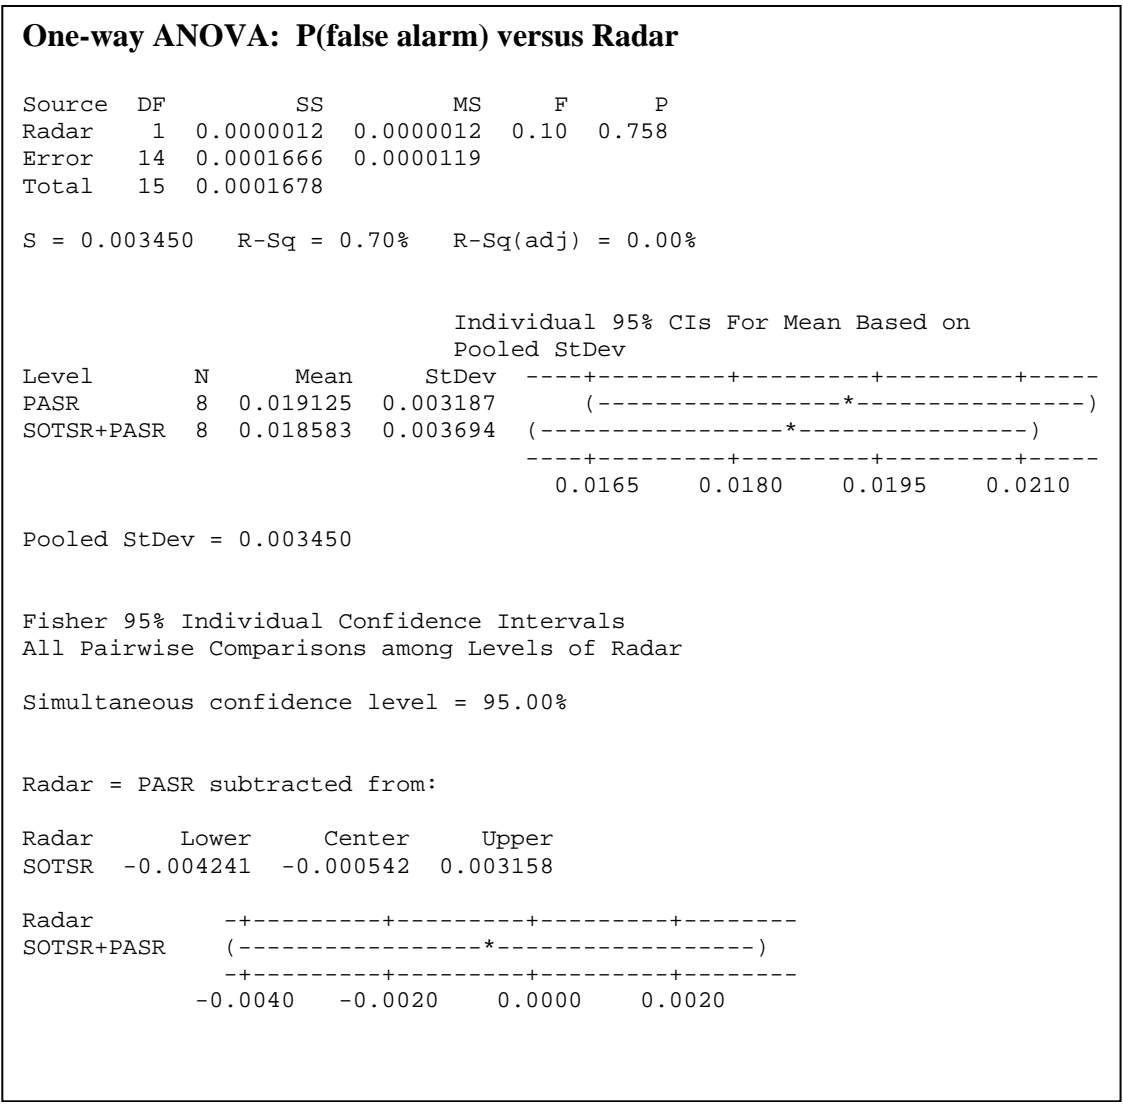 One-way ANOVA: P(false alarm) versus Radar
Source  DF         SS         MS     F      P
Radar    1  0.0000012  0.0000012  0.10  0.758
Error   14  0.0001666  0.0000119
Total   15  0.0001678
S = 0.003450   R-Sq = 0.70%   R-Sq(adj) = 0.00%
                              Individual 95% CIs For Mean Based on
                              Pooled StDev
Level       N      Mean     StDev  ----+---------+---------+---------+-----
PASR        8  0.019125  0.003187      (-----------------*----------------)
SOTSR+PASR  8  0.018583  0.003694  (-----------------*----------------)
                                   ----+---------+---------+---------+-----
                                     0.0165    0.0180    0.0195    0.0210
Pooled StDev = 0.003450
Fisher 95% Individual Confidence Intervals
All Pairwise Comparisons among Levels of Radar
Simultaneous confidence level = 95.00%
Radar = PASR subtracted from:
Radar      Lower     Center     Upper
SOTSR  -0.004241  -0.000542  0.003158
Radar         -+---------+---------+---------+--------
SOTSR+PASR    (-----------------*------------------)
              -+---------+---------+---------+--------
            -0.0040   -0.0020    0.0000    0.0020